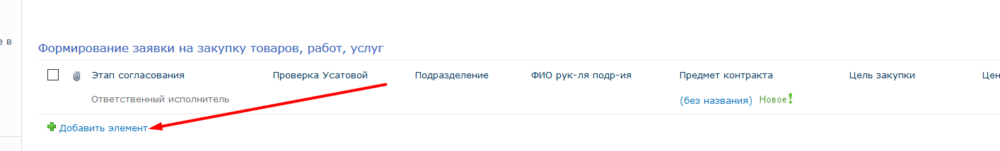 е в
Формирование заявки на закупку товаров, работ, услуг
Этап согласования Проверка Усатовой Подразделение ФИО рук-ля подр-ия Предмет контракта Цель закупки Цен
Ответственный исполнитель (без названия) Новое!
Добавить элемент